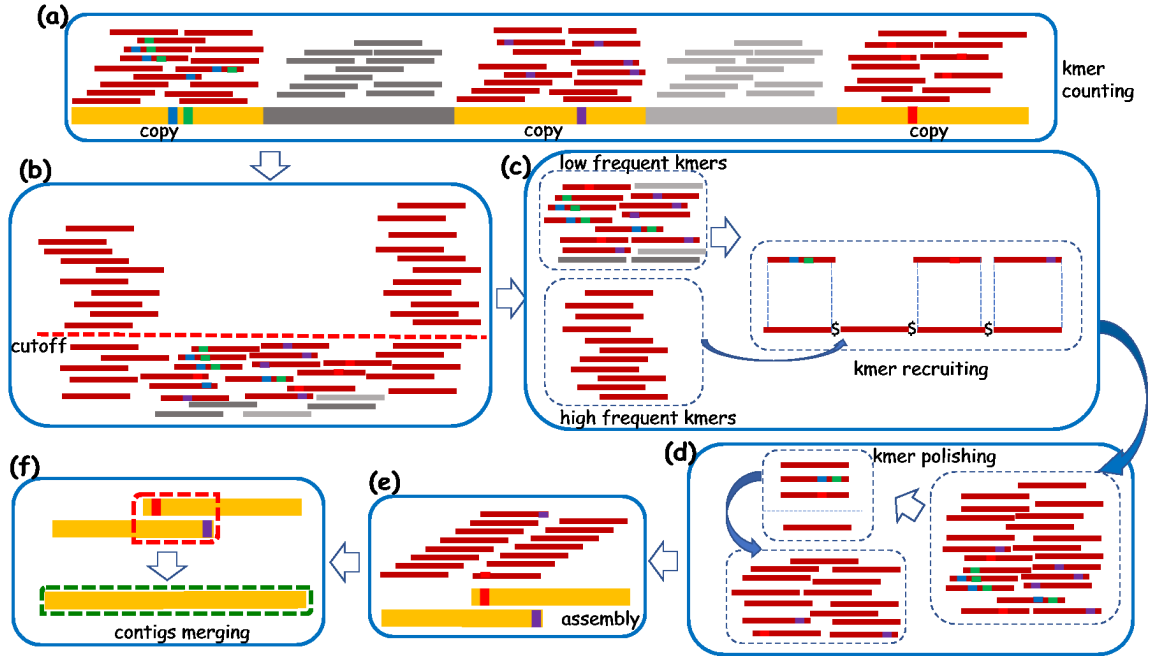 (a)
kmer
counting
copy
copy
copy
(b)
cutoff
(c)
low frequent kmers
$
$
$
kmer recruiting
high frequent kmers
(d)
kmer polishing
(e)
assembly
(f)
contigs merging